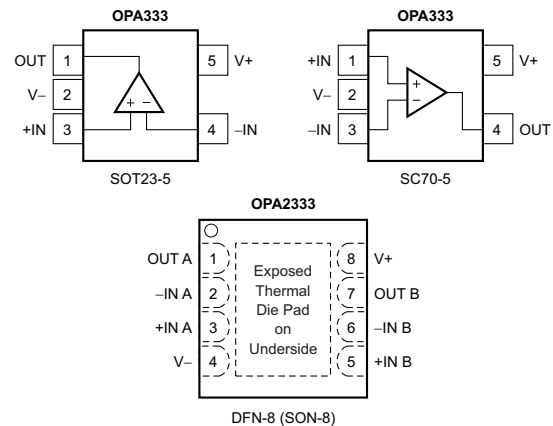 OPA333
OUT 1 5 V+
V– 2
+IN 3 + – 4 –IN
SOT23-5
OPA333
+IN 1 5 V+
V– 2 + –
–IN 3 4 OUT
SC70-5
OPA2333
OUT A 1 8 V+
–IN A 2 7 OUT B
+IN A 3 6 –IN B
V– 4 5 +IN B
Exposed
Thermal
Die Pad
on
Underside
DFN-8 (SON-8)